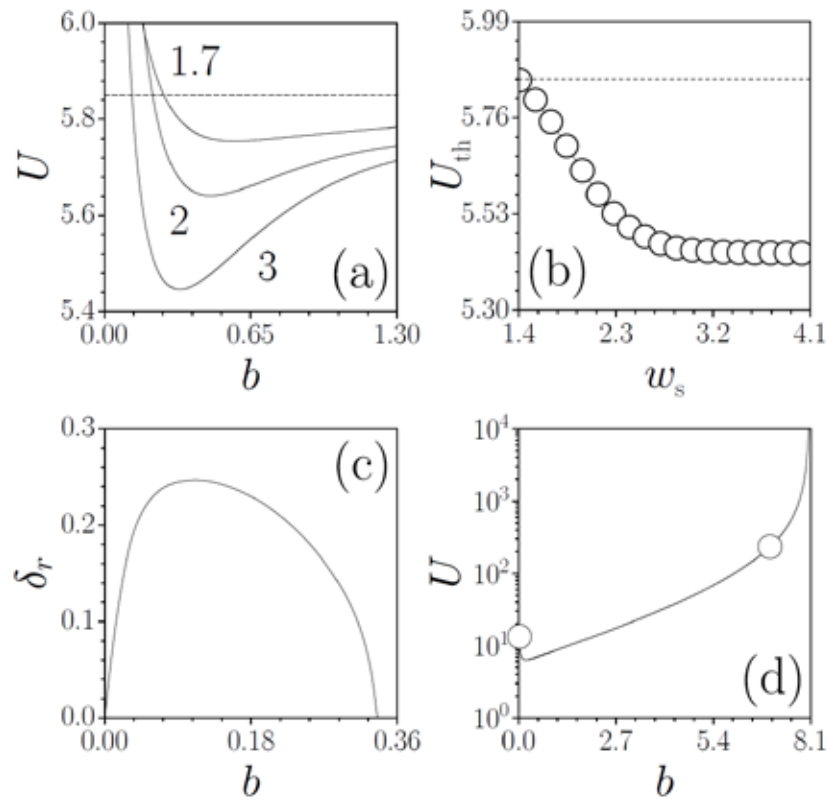 6.0
1.7
5.8
U
5.6
2
3
(a)
5.4
0.00
0.65
1.30
b
5.99
5.76
U_th
5.53
(b)
5.30
1.4
2.3
3.2
4.1
w_s
0.3
(c)
0.2
δ_r
0.1
0.0
0.00
0.18
0.36
b
10^4
10^3
U
10^2
10^1
(d)
10^0
0.0
2.7
5.4
8.1
b